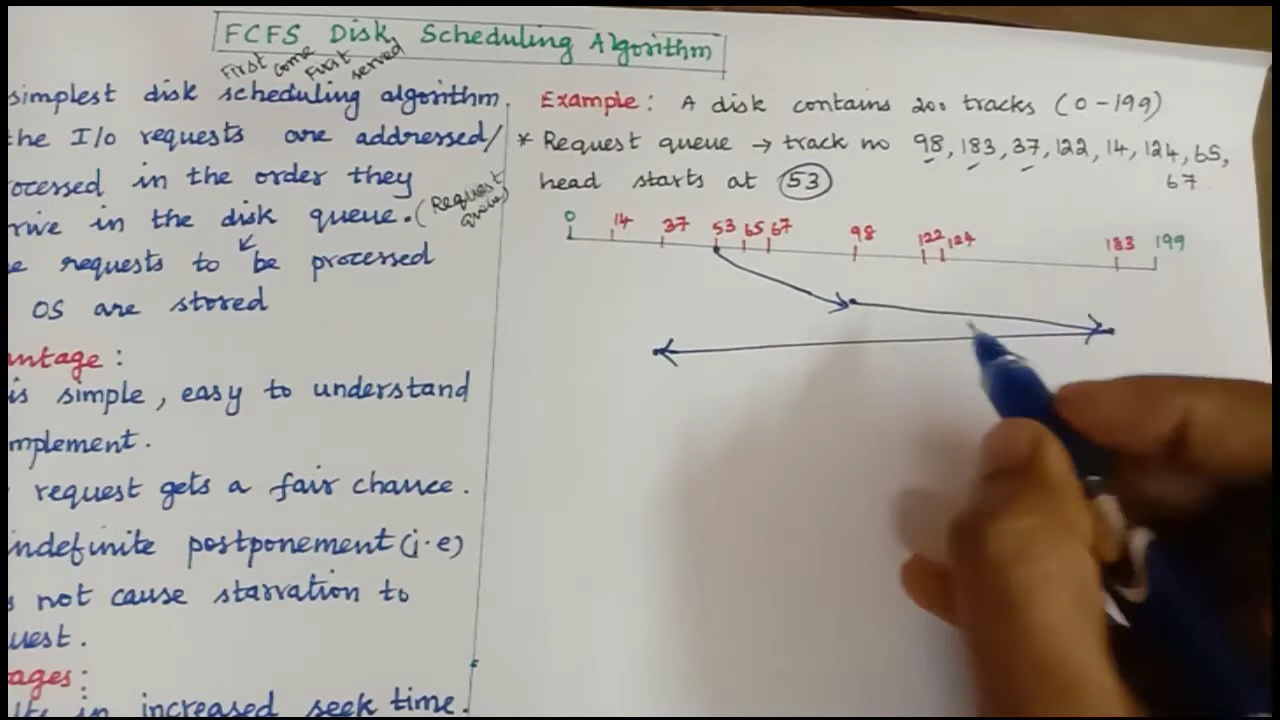 FCFS Disk Scheduling Algorithm
First come First served
simplest disk scheduling algorithm.
the I/o requests are addressed/
ocessed in the order they
rive in the disk queue. (Request queue)
e requests to be processed
OS are stored
antage:
is simple, easy to understand
mplement.
request gets a fair chance.
indefinite postponement (i.e)
s not cause starvation to
uest.
ages:
in increased seek time.
Example: A disk contains 200 tracks (0-199)
* Request queue → track no 98, 183, 37, 122, 14, 124, 65,
67
head starts at 53
0 14 37 53 65 67 98 122 124 183 199